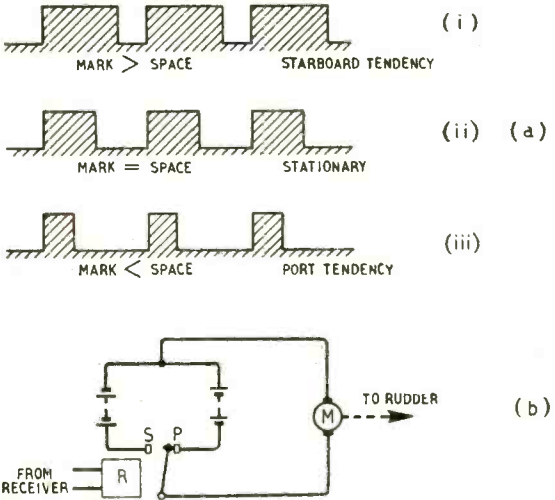 (i)
MARK > SPACE STARBOARD TENDENCY
(ii) (a)
MARK = SPACE STATIONARY
(iii)
MARK < SPACE PORT TENDENCY
S P
M TO RUDDER (b)
FROM
RECEIVER R